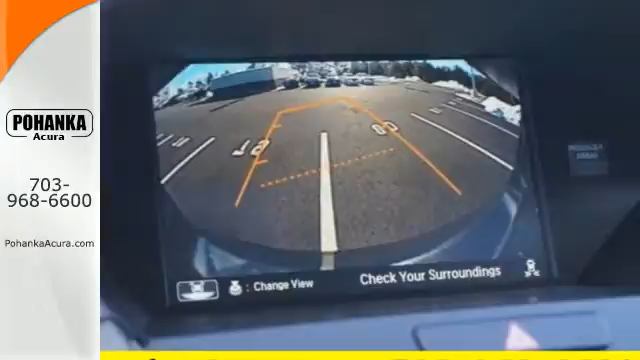 POHANKA
Acura
703-
968-6600
PohankaAcura.com
: Change View
Check Your Surroundings